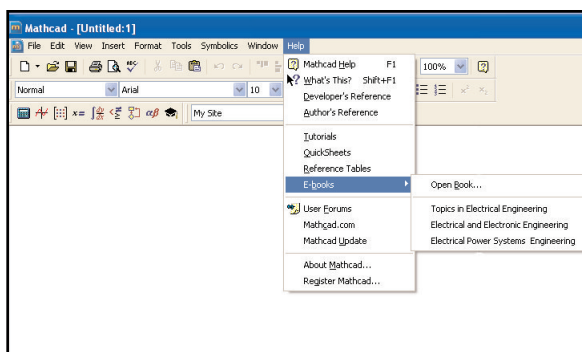 Mathcad - [Untitled:1]
File Edit View Insert Format Tools Symbolics Window Help
100%
Normal Arial 10
My Site
Mathcad Help F1
What's This? Shift+F1
Developer's Reference
Author's Reference
Tutorials
QuickSheets
Reference Tables
E-books
User Forums
Mathcad.com
Mathcad Update
About Mathcad...
Register Mathcad...
Open Book...
Topics in Electrical Engineering
Electrical and Electronic Engineering
Electrical Power Systems Engineering